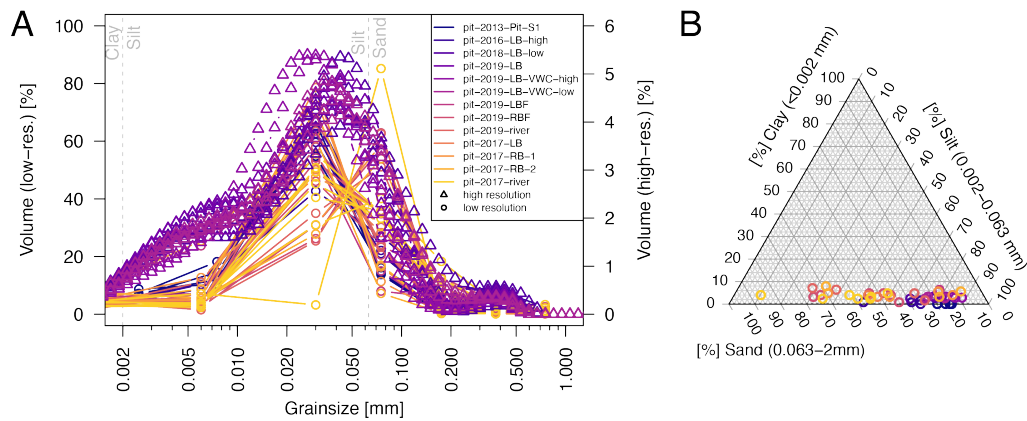 A
Volume (low−res.) [%]
0
20
40
60
80
100
Clay
Silt
Silt
Sand
pit−2013−Pit−S1
pit−2016−LB−high
pit−2018−LB−low
pit−2019−LB
pit−2019−LB−VWC−high
pit−2019−LB−VWC−low
pit−2019−LBF
pit−2019−RBF
pit−2019−river
pit−2017−LB
pit−2017−RB−1
pit−2017−RB−2
pit−2017−river
high resolution
low resolution
0
1
2
3
4
5
6
Volume (high−res.) [%]
0.002
0.005
0.010
0.020
0.050
0.100
0.200
0.500
1.000
Grainsize [mm]
B
[%] Clay (<0.002 mm)
0
10
20
30
40
50
60
70
80
90
100
[%] Silt (0.002−0.063 mm)
0
10
20
30
40
50
60
70
80
90
100
100
90
80
70
60
50
40
30
20
10
0
[%] Sand (0.063−2mm)